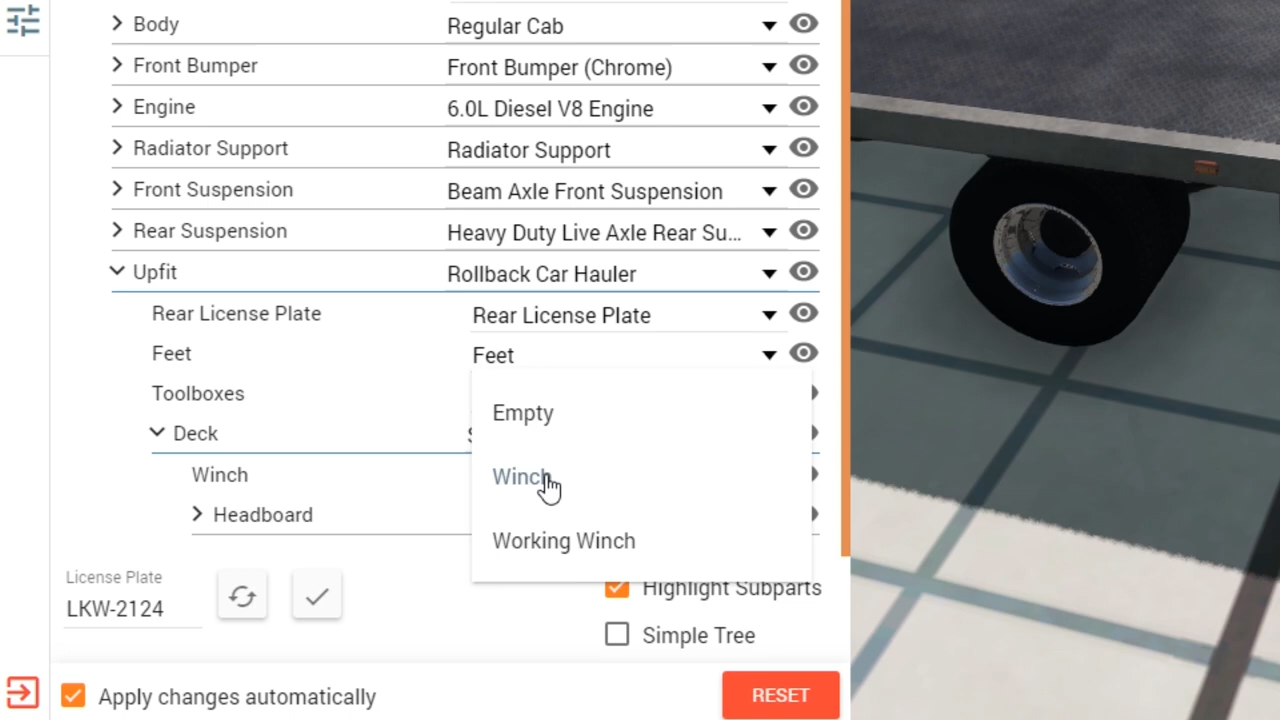 Body Regular Cab
Front Bumper Front Bumper (Chrome)
Engine 6.0L Diesel V8 Engine
Radiator Support Radiator Support
Front Suspension Beam Axle Front Suspension
Rear Suspension Heavy Duty Live Axle Rear Su...
Upfit Rollback Car Hauler
Rear License Plate Rear License Plate
Feet Feet
Toolboxes
Empty
Deck
Winch
Winch
Headboard
Working Winch
License Plate
LKW-2124
Highlight Subparts
Simple Tree
Apply changes automatically
RESET